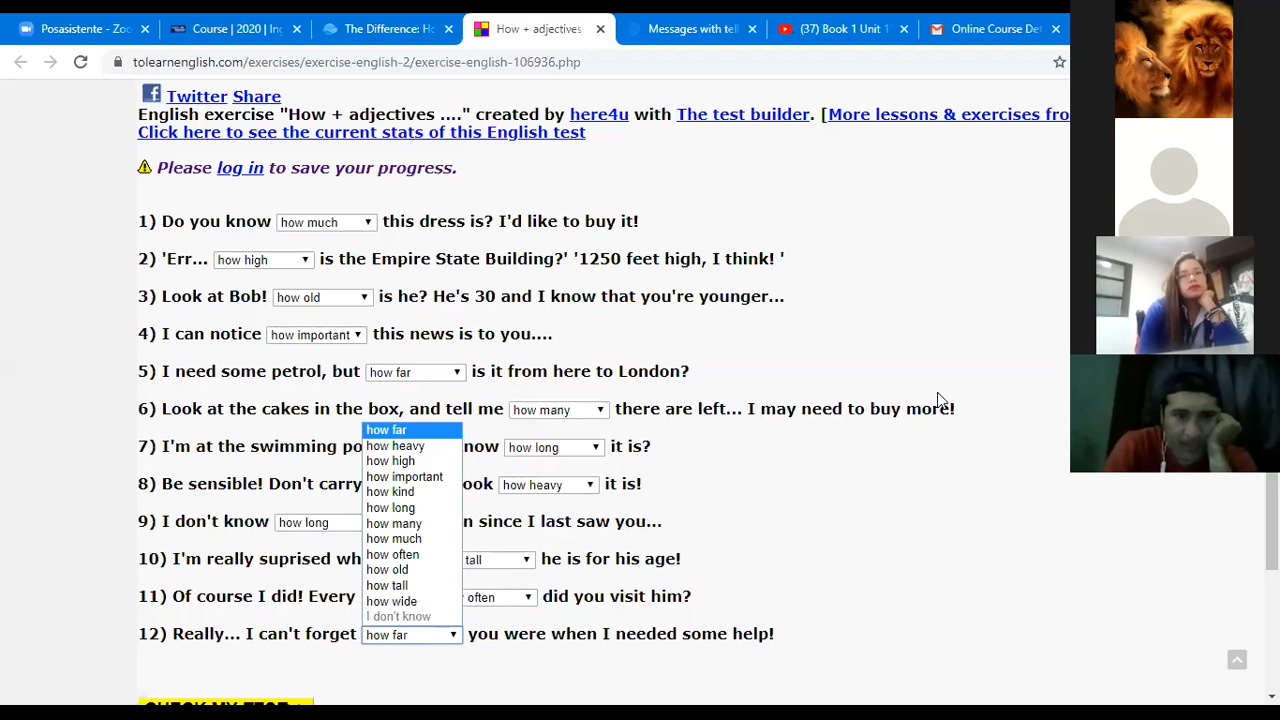 Posasistente - Zoo
Course | 2020 | In
The Difference: Ho
How + adjectives
Messages with tell
(37) Book 1 Unit 1
Online Course Det
tolearnenglish.com/exercises/exercise-english-2/exercise-english-106936.php
Twitter Share
English exercise "How + adjectives ...." created by here4u with The test builder. [More lessons & exercises fro
Click here to see the current stats of this English test
Please log in to save your progress.
1) Do you know how much this dress is? I'd like to buy it!
2) 'Err... how high is the Empire State Building?' '1250 feet high, I think! '
3) Look at Bob! how old is he? He's 30 and I know that you're younger...
4) I can notice how important this news is to you....
5) I need some petrol, but how far is it from here to London?
6) Look at the cakes in the box, and tell me how many there are left... I may need to buy more!
7) I'm at the swimming po now how long it is?
8) Be sensible! Don't carry ook how heavy it is!
9) I don't know how long n since I last saw you...
10) I'm really suprised wh tall he is for his age!
11) Of course I did! Every often did you visit him?
12) Really... I can't forget how far you were when I needed some help!
how far
how heavy
how high
how important
how kind
how long
how many
how much
how often
how old
how tall
how wide
I don't know